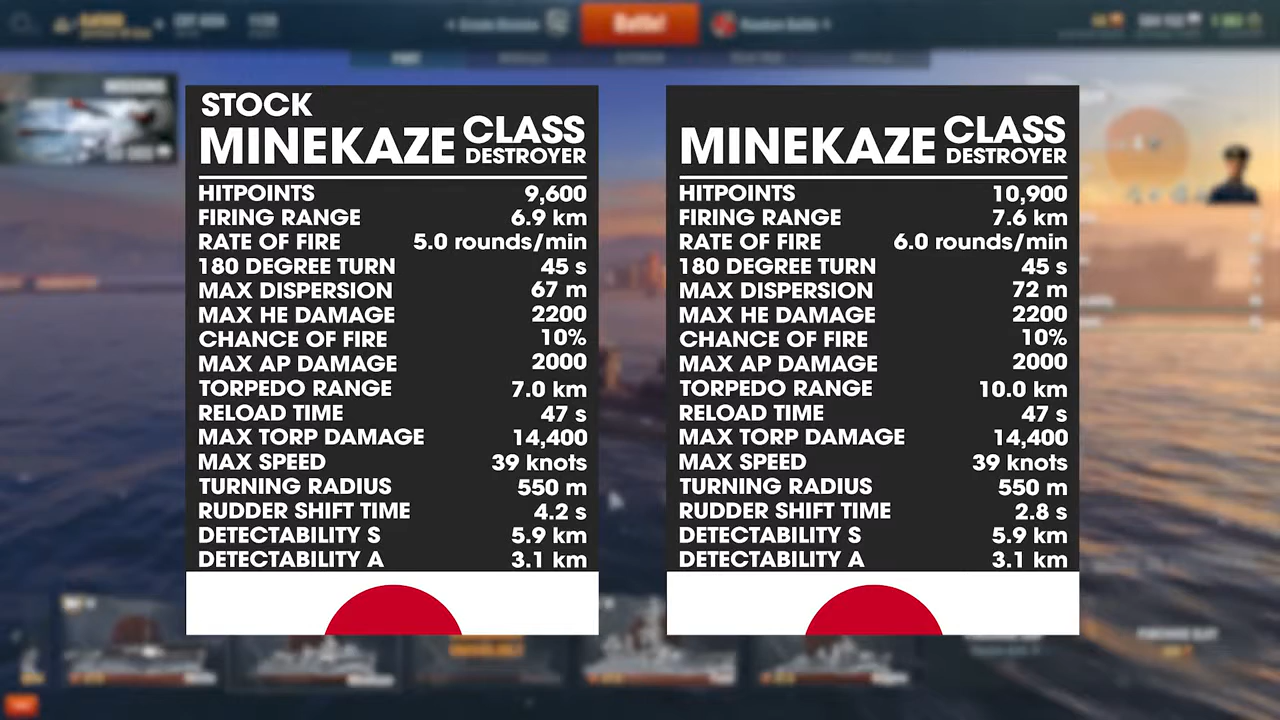 Battle!
STOCK
MINEKAZE CLASS DESTROYER
HITPOINTS 9,600
FIRING RANGE 6.9 km
RATE OF FIRE 5.0 rounds/min
180 DEGREE TURN 45 s
MAX DISPERSION 67 m
MAX HE DAMAGE 2200
CHANCE OF FIRE 10%
MAX AP DAMAGE 2000
TORPEDO RANGE 7.0 km
RELOAD TIME 47 s
MAX TORP DAMAGE 14,400
MAX SPEED 39 knots
TURNING RADIUS 550 m
RUDDER SHIFT TIME 4.2 s
DETECTABILITY S 5.9 km
DETECTABILITY A 3.1 km
MINEKAZE CLASS DESTROYER
HITPOINTS 10,900
FIRING RANGE 7.6 km
RATE OF FIRE 6.0 rounds/min
180 DEGREE TURN 45 s
MAX DISPERSION 72 m
MAX HE DAMAGE 2200
CHANCE OF FIRE 10%
MAX AP DAMAGE 2000
TORPEDO RANGE 10.0 km
RELOAD TIME 47 s
MAX TORP DAMAGE 14,400
MAX SPEED 39 knots
TURNING RADIUS 550 m
RUDDER SHIFT TIME 2.8 s
DETECTABILITY S 5.9 km
DETECTABILITY A 3.1 km